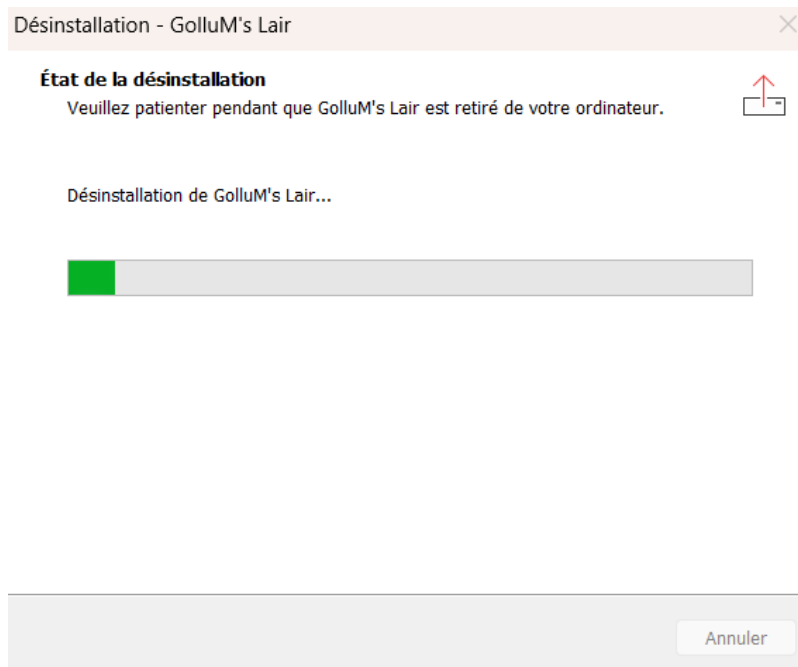 Désinstallation - GolluM's Lair
État de la désinstallation
Veuillez patienter pendant que GolluM's Lair est retiré de votre ordinateur.
Désinstallation de GolluM's Lair...
Annuler